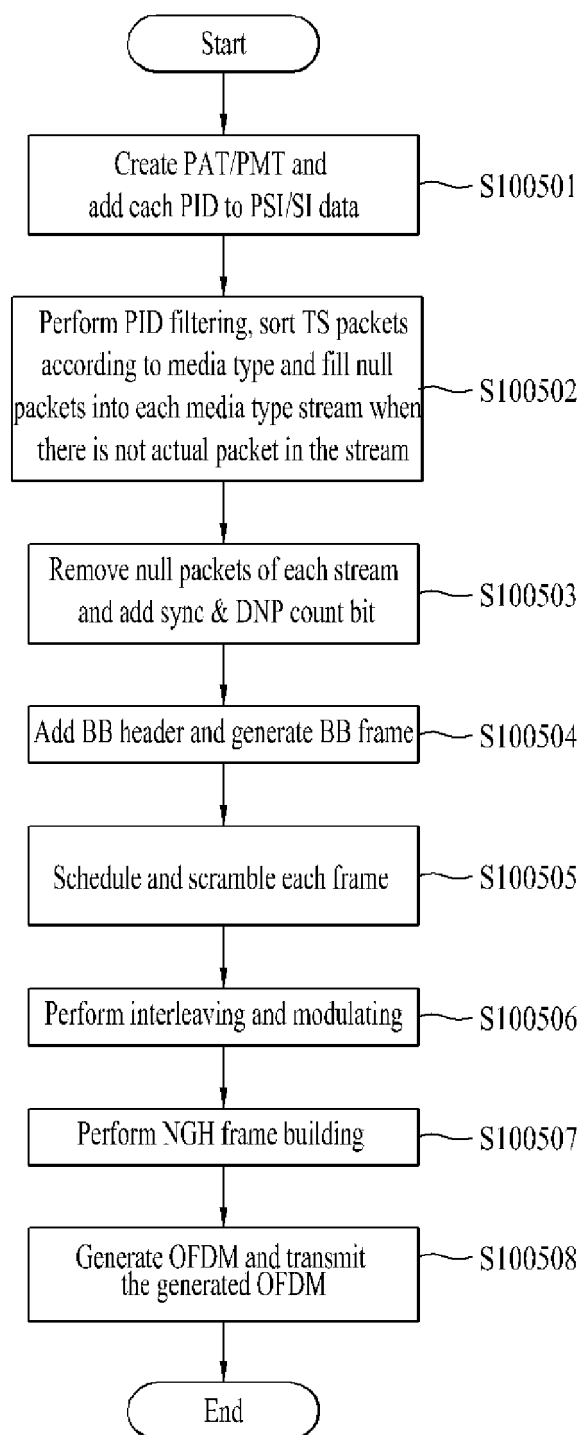 Start
Create PAT/PMT and
add each PID to PSI/SI data
S100501
Perform PID filtering, sort TS packets
according to media type and fill null
packets into each media type stream when
there is not actual packet in the stream
S100502
Remove null packets of each stream
and add sync & DNP count bit
S100503
Add BB header and generate BB frame
S100504
Schedule and scramble each frame
S100505
Perform interleaving and modulating
S100506
Perform NGH frame building
S100507
Generate OFDM and transmit
the generated OFDM
S100508
End